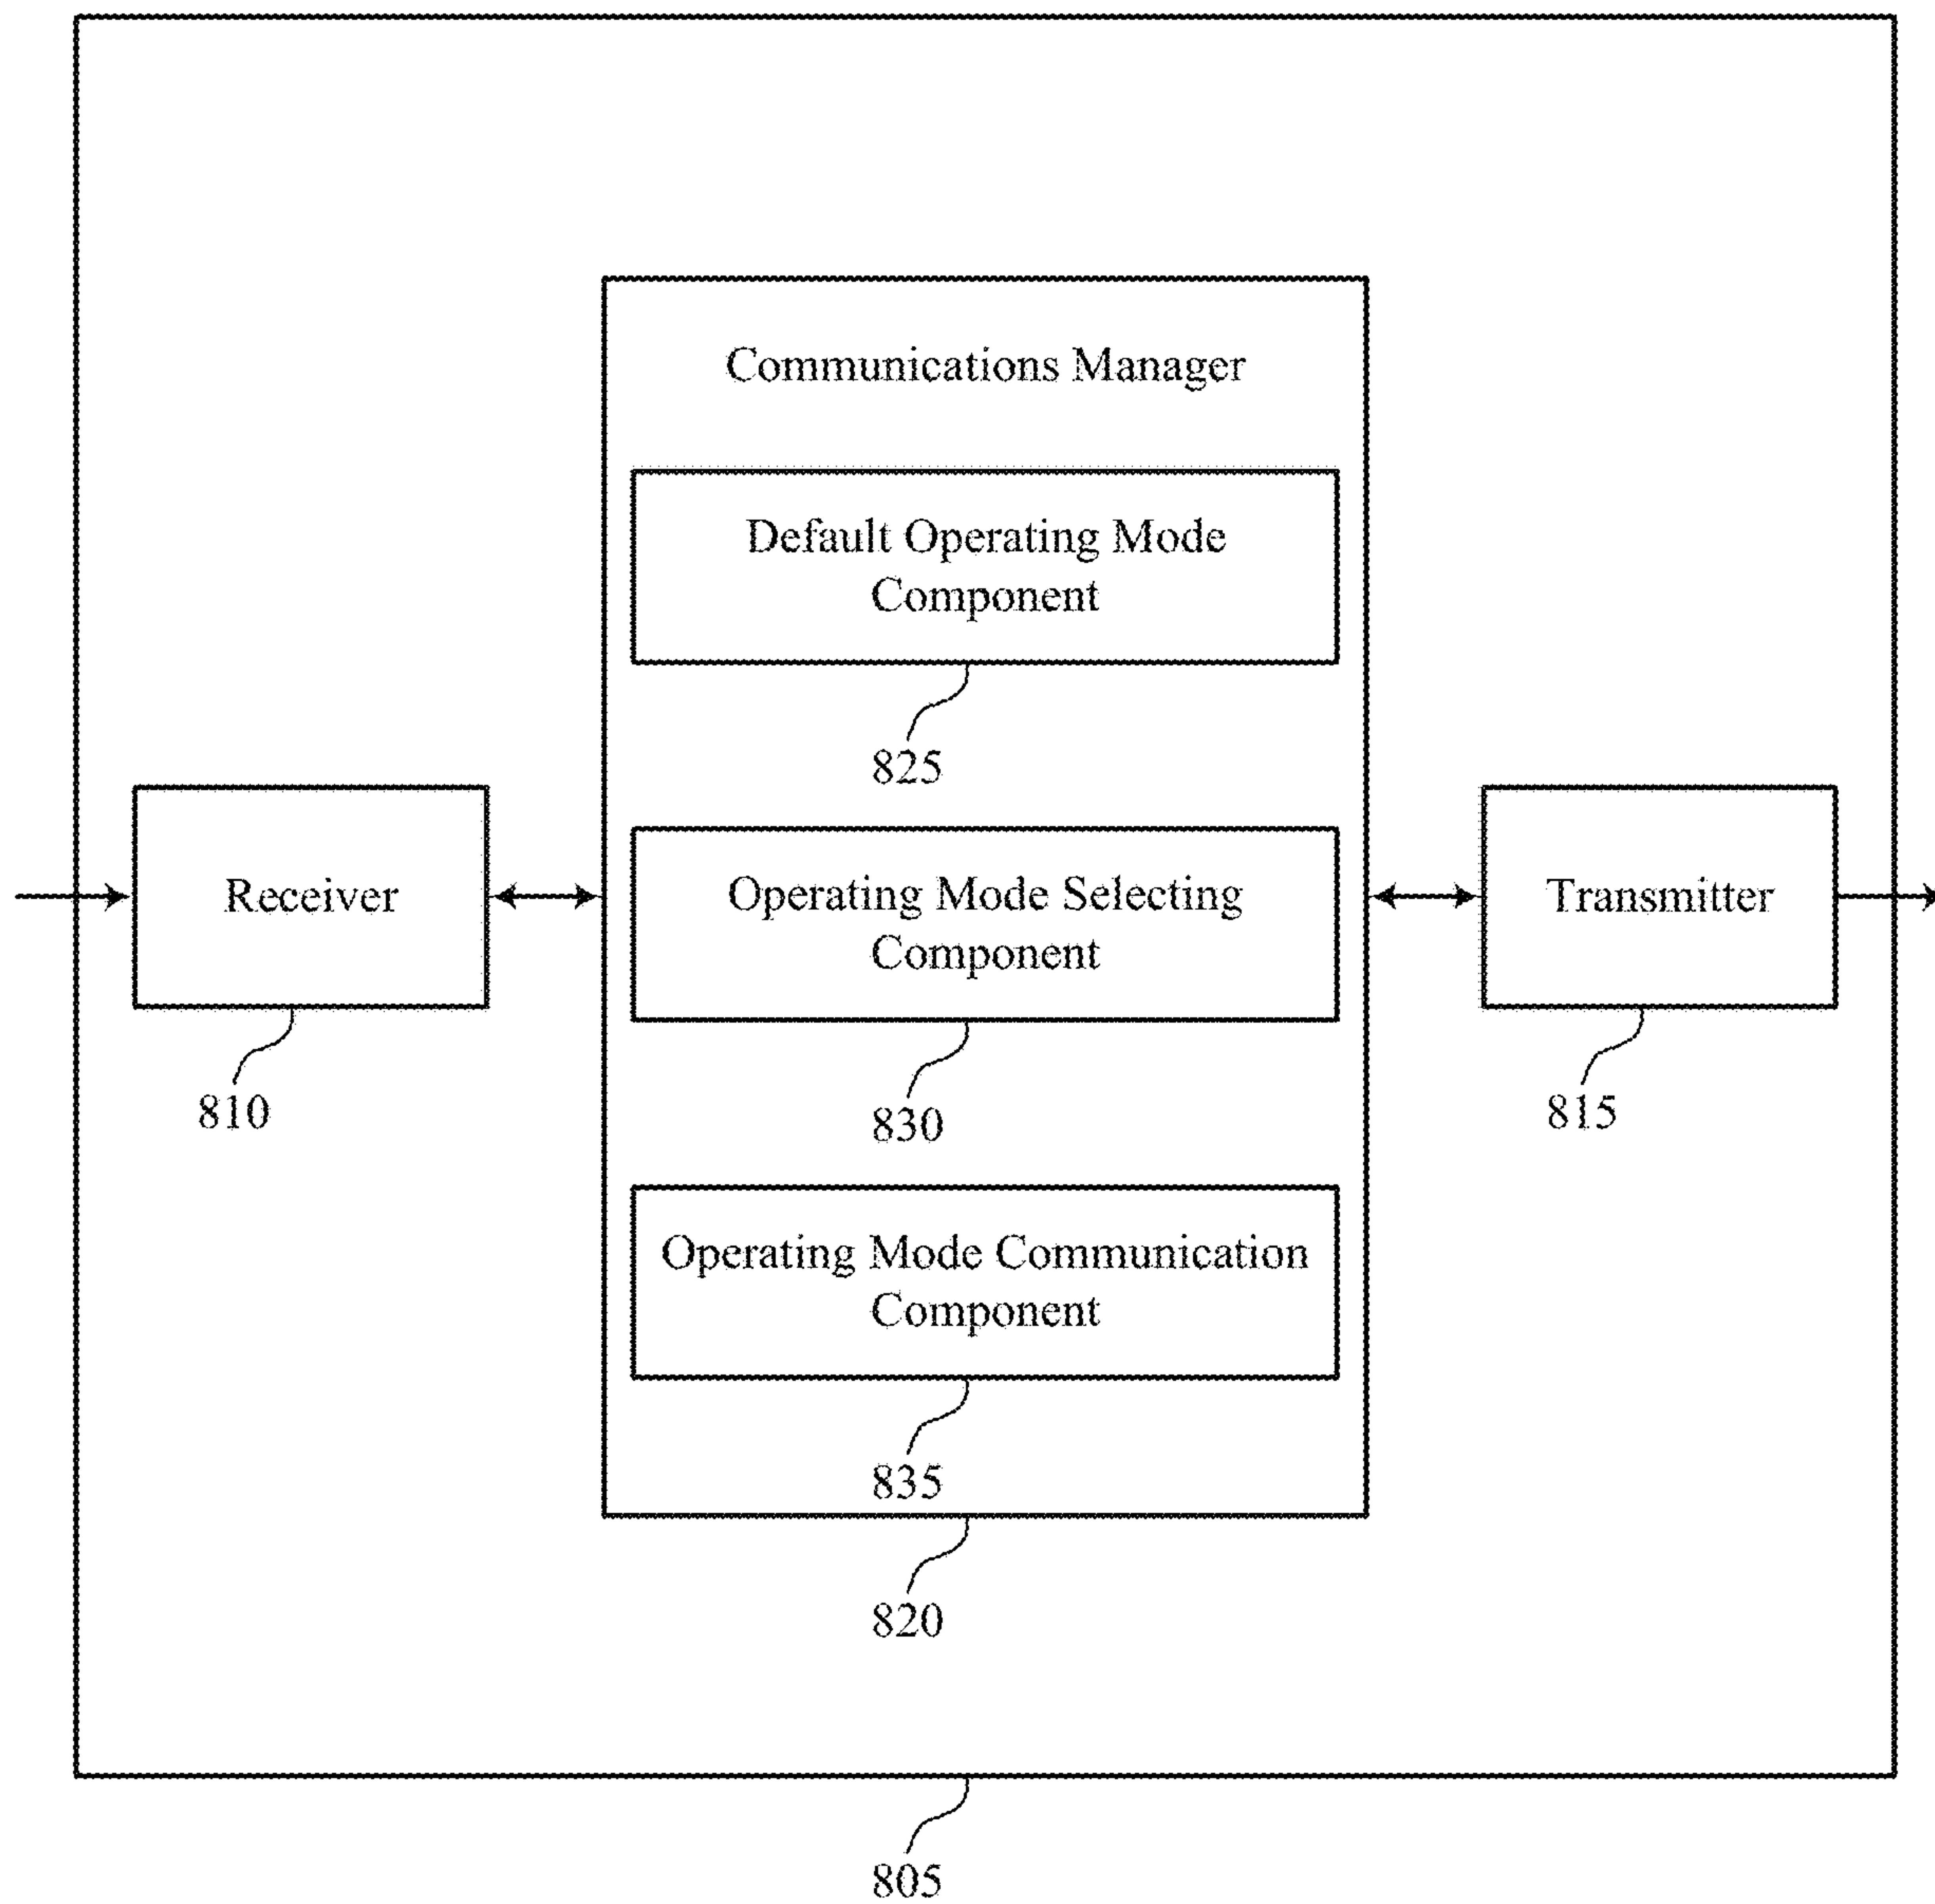 Communications Manager
Default Operating Mode
Component
825
Receiver
810
Operating Mode Selecting
Component
830
Transmitter
815
Operating Mode Communication
Component
835
820
805